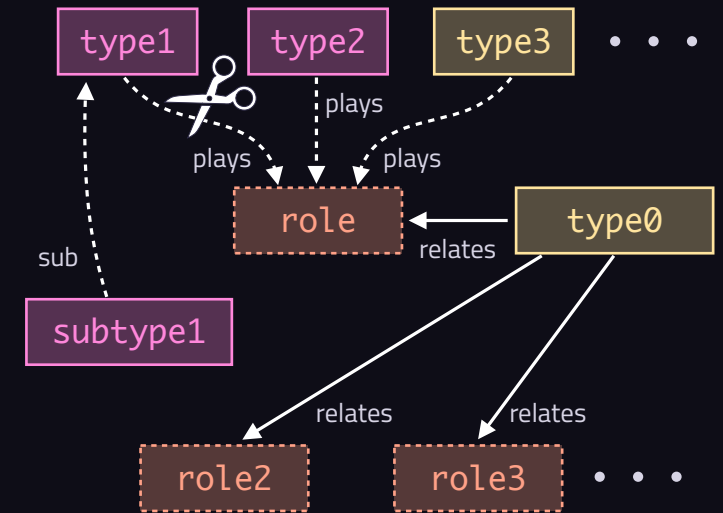 type1
type2
type3
plays
plays
plays
role
type0
relates
sub
subtype1
relates
relates
role2
role3